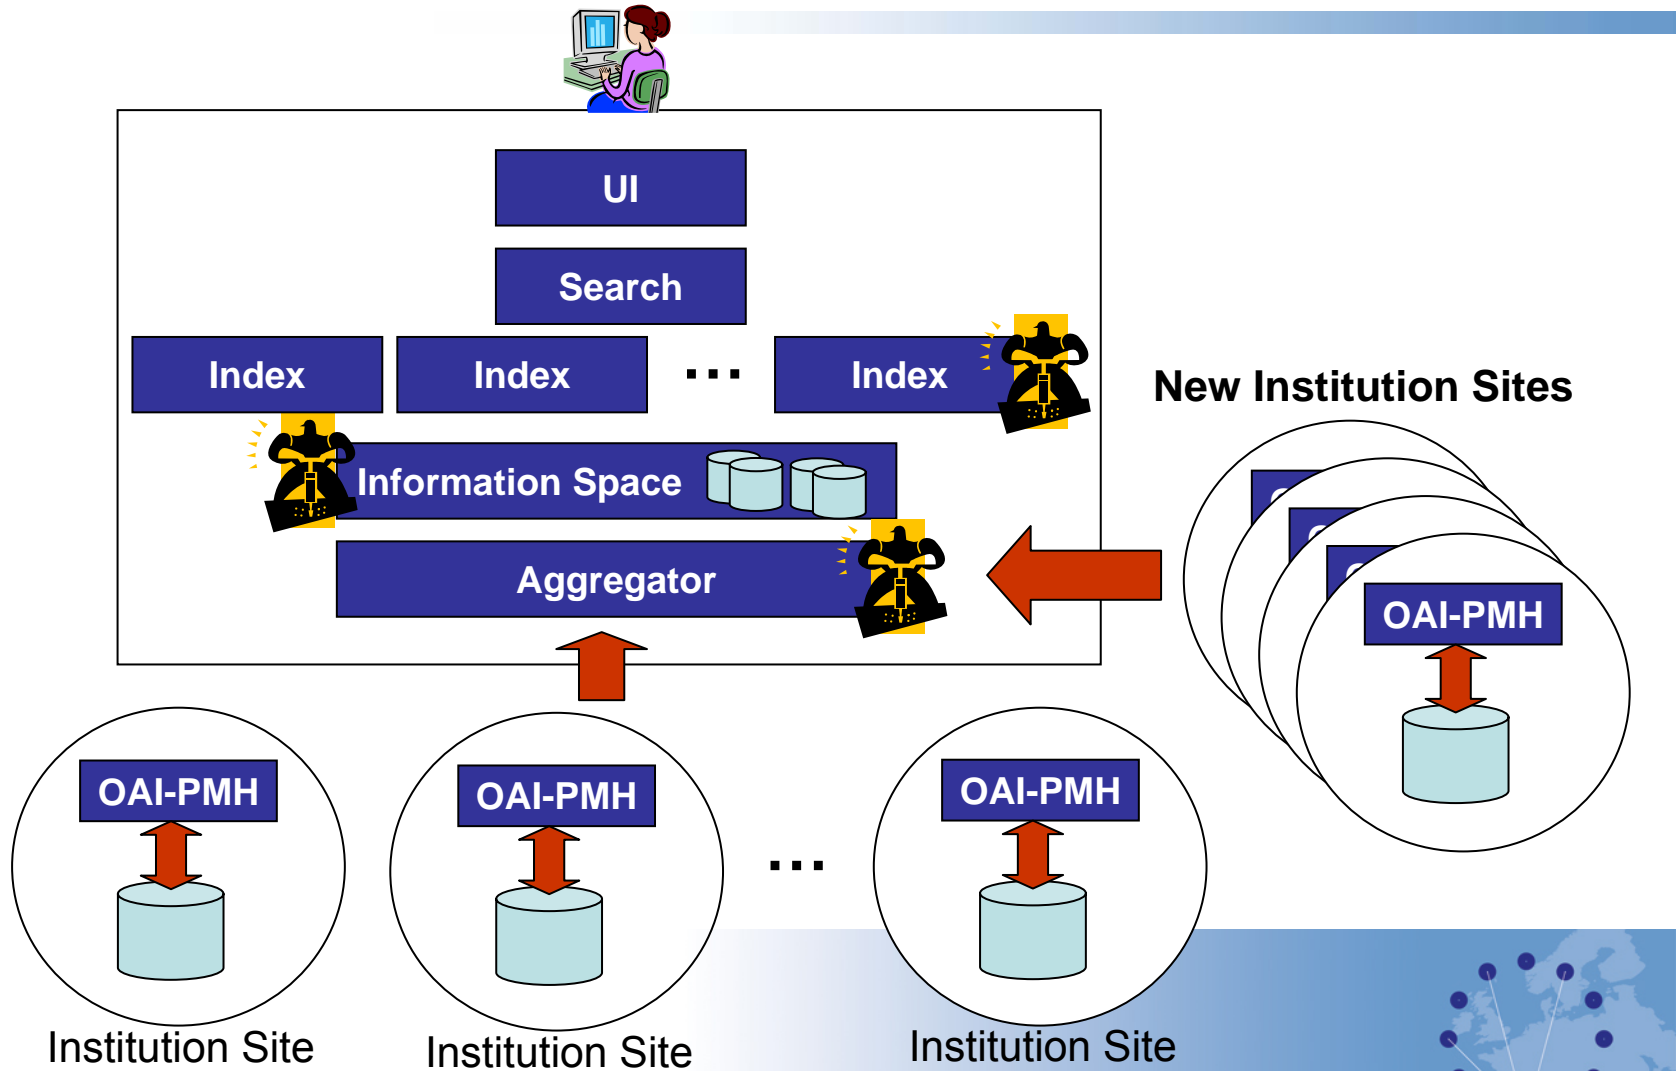 UI
Search
Index
Index
...
Index
New Institution Sites
Information Space
Aggregator
OAI-PMH
OAI-PMH
OAI-PMH
...
OAI-PMH
Institution Site
Institution Site
Institution Site